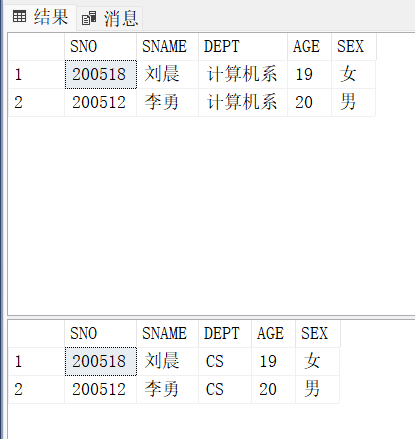 结果 消息
SNO SNAME DEPT AGE SEX
1 200518 刘晨 计算机系 19 女
2 200512 李勇 计算机系 20 男
SNO SNAME DEPT AGE SEX
1 200518 刘晨 CS 19 女
2 200512 李勇 CS 20 男